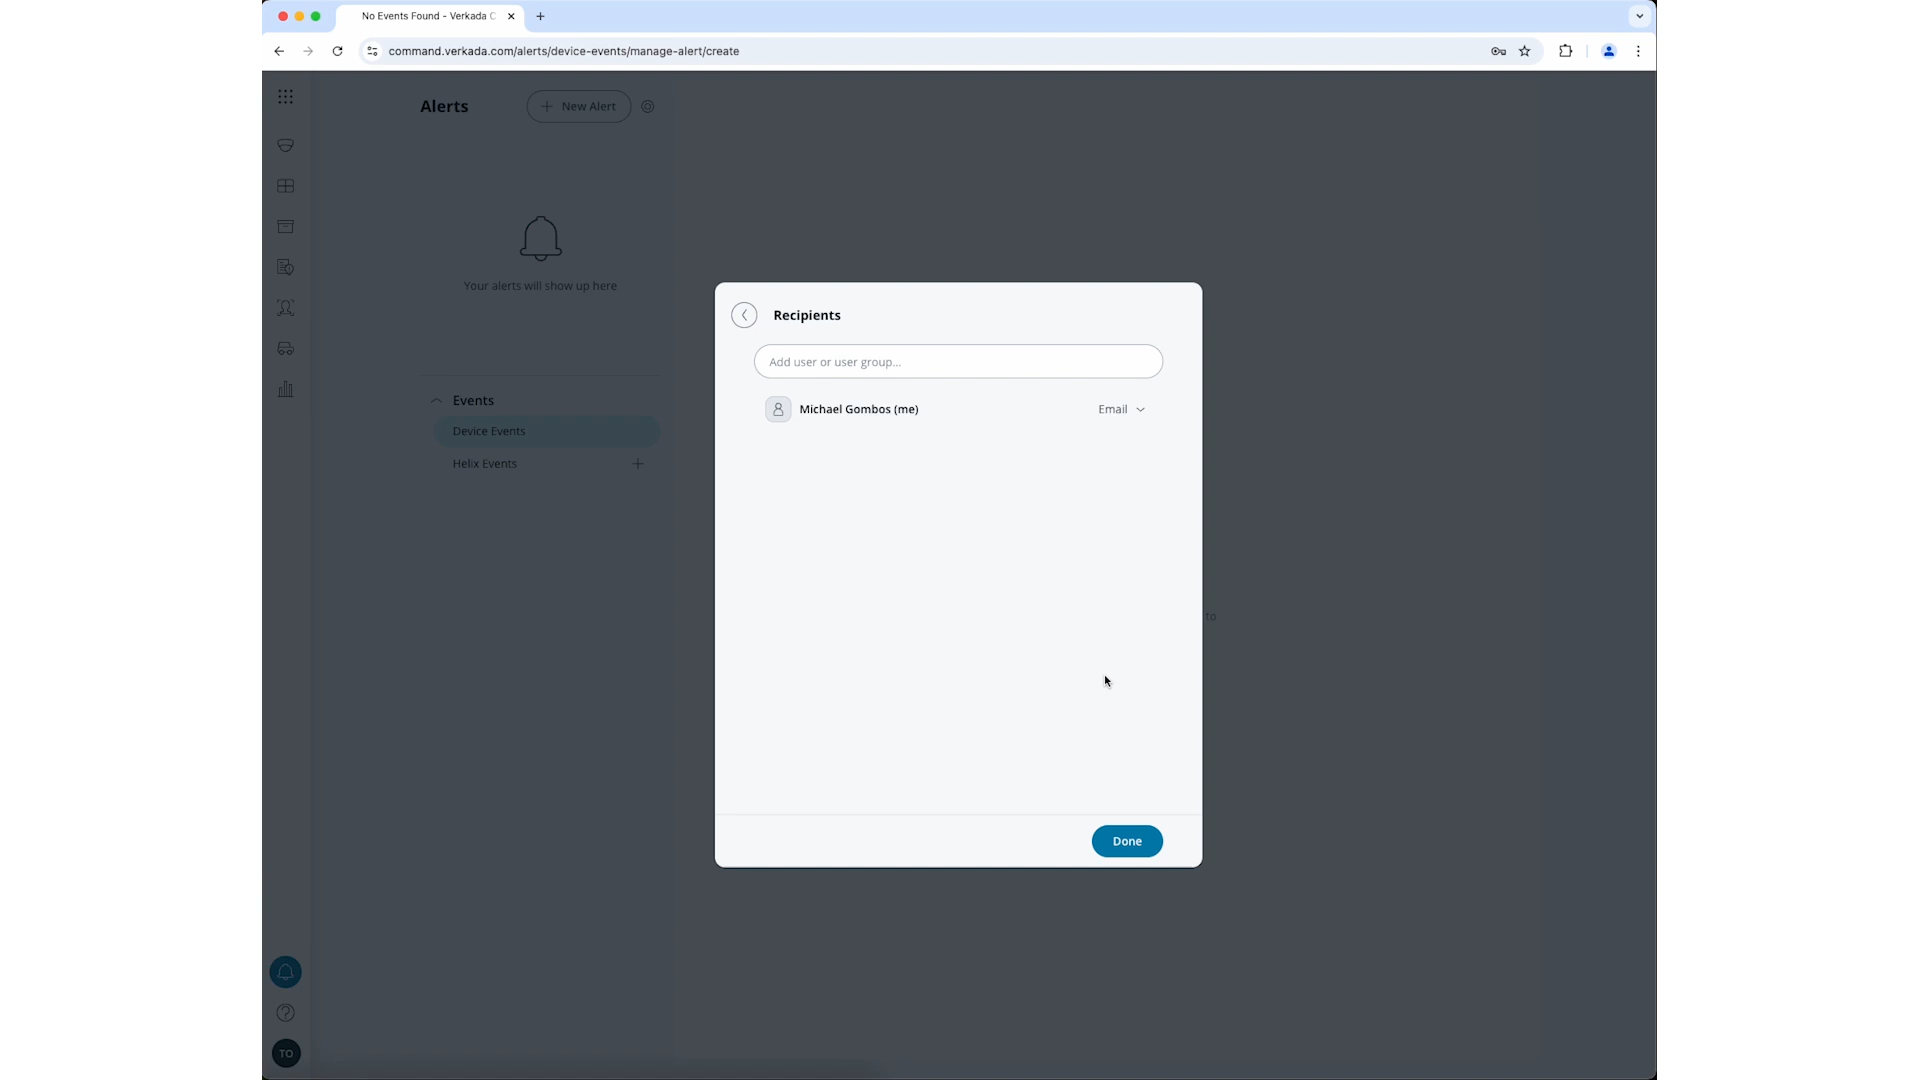 No Events Found - Verkada C
command.verkada.com/alerts/device-events/manage-alert/create
Alerts
New Alert
Your alerts will show up here
Events
Device Events
Helix Events
Recipients
Add user or user group...
Michael Gombos (me)
Email
to
Done
TO